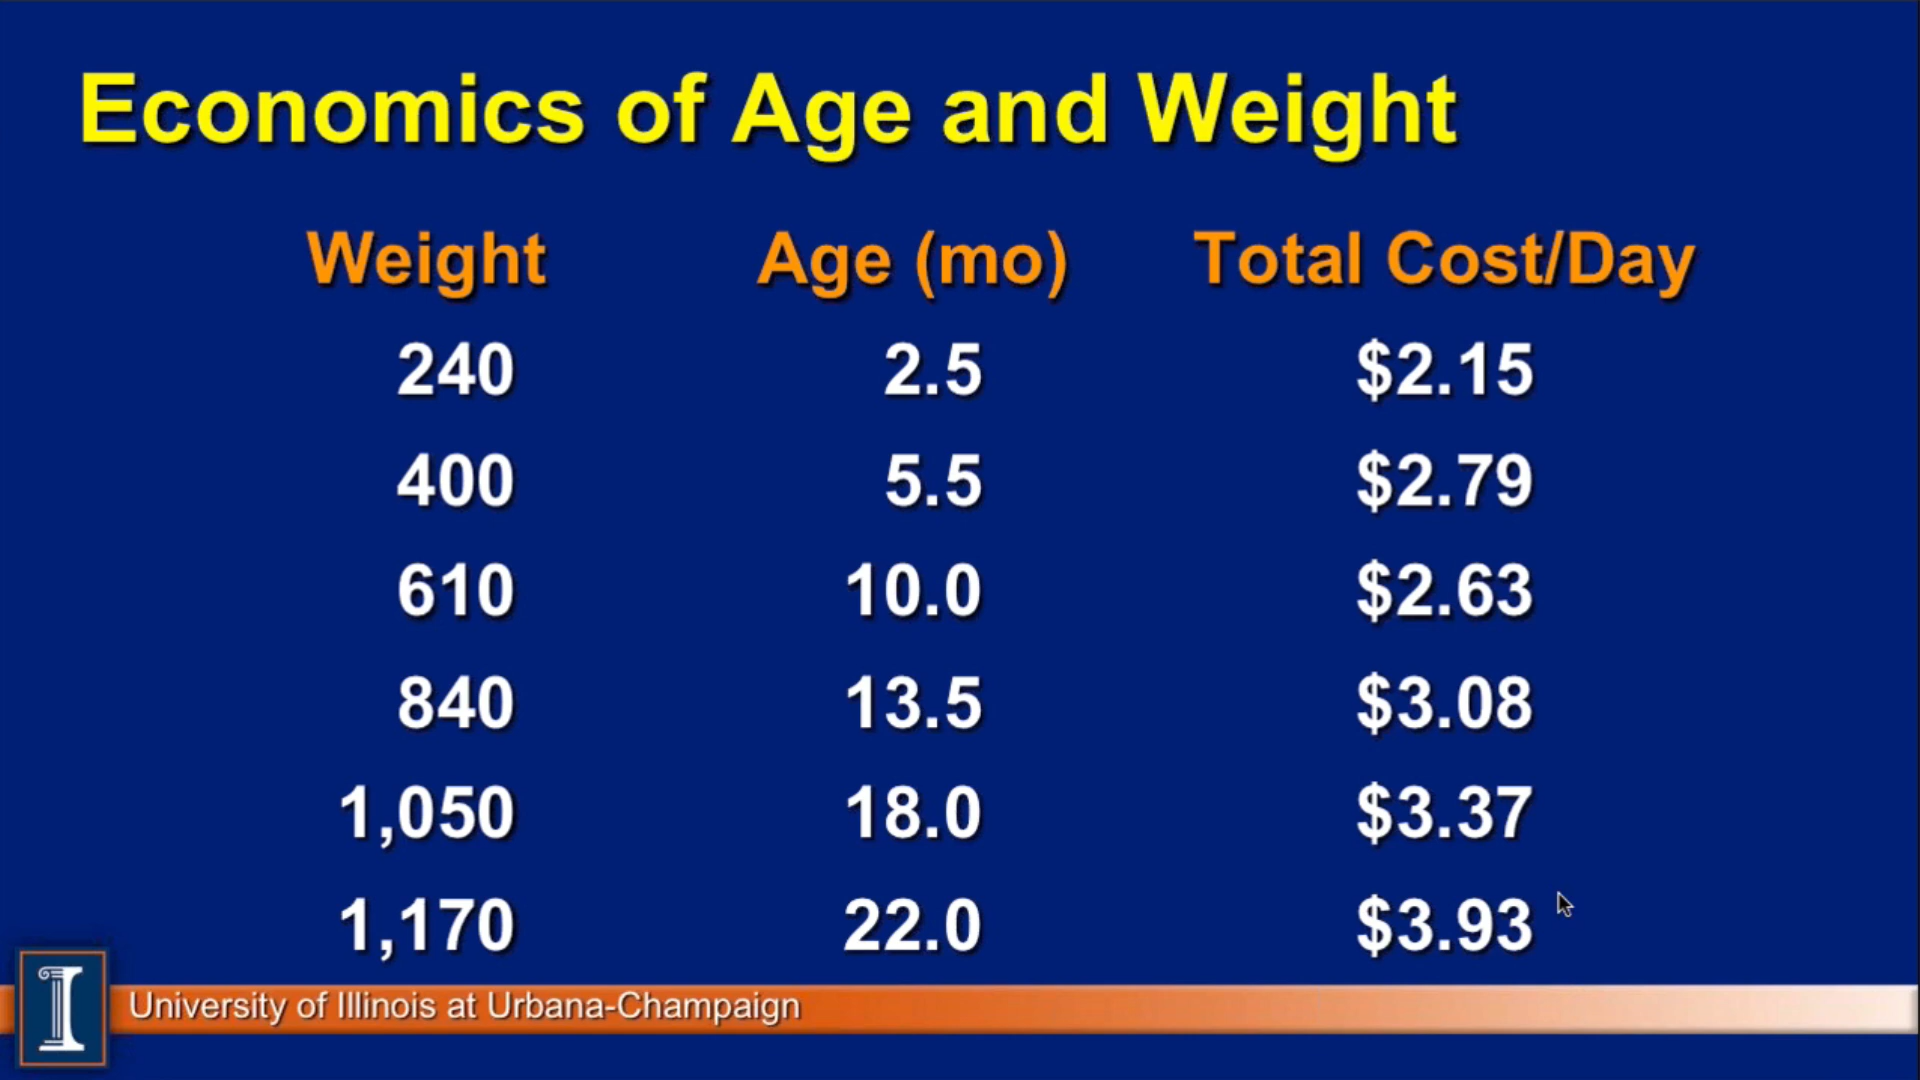 Economics of Age and Weight
Weight Age (mo) Total Cost/Day
240 2.5 $2.15
400 5.5 $2.79
610 10.0 $2.63
840 13.5 $3.08
1,050 18.0 $3.37
1,170 22.0 $3.93
I University of Illinois at Urbana-Champaign